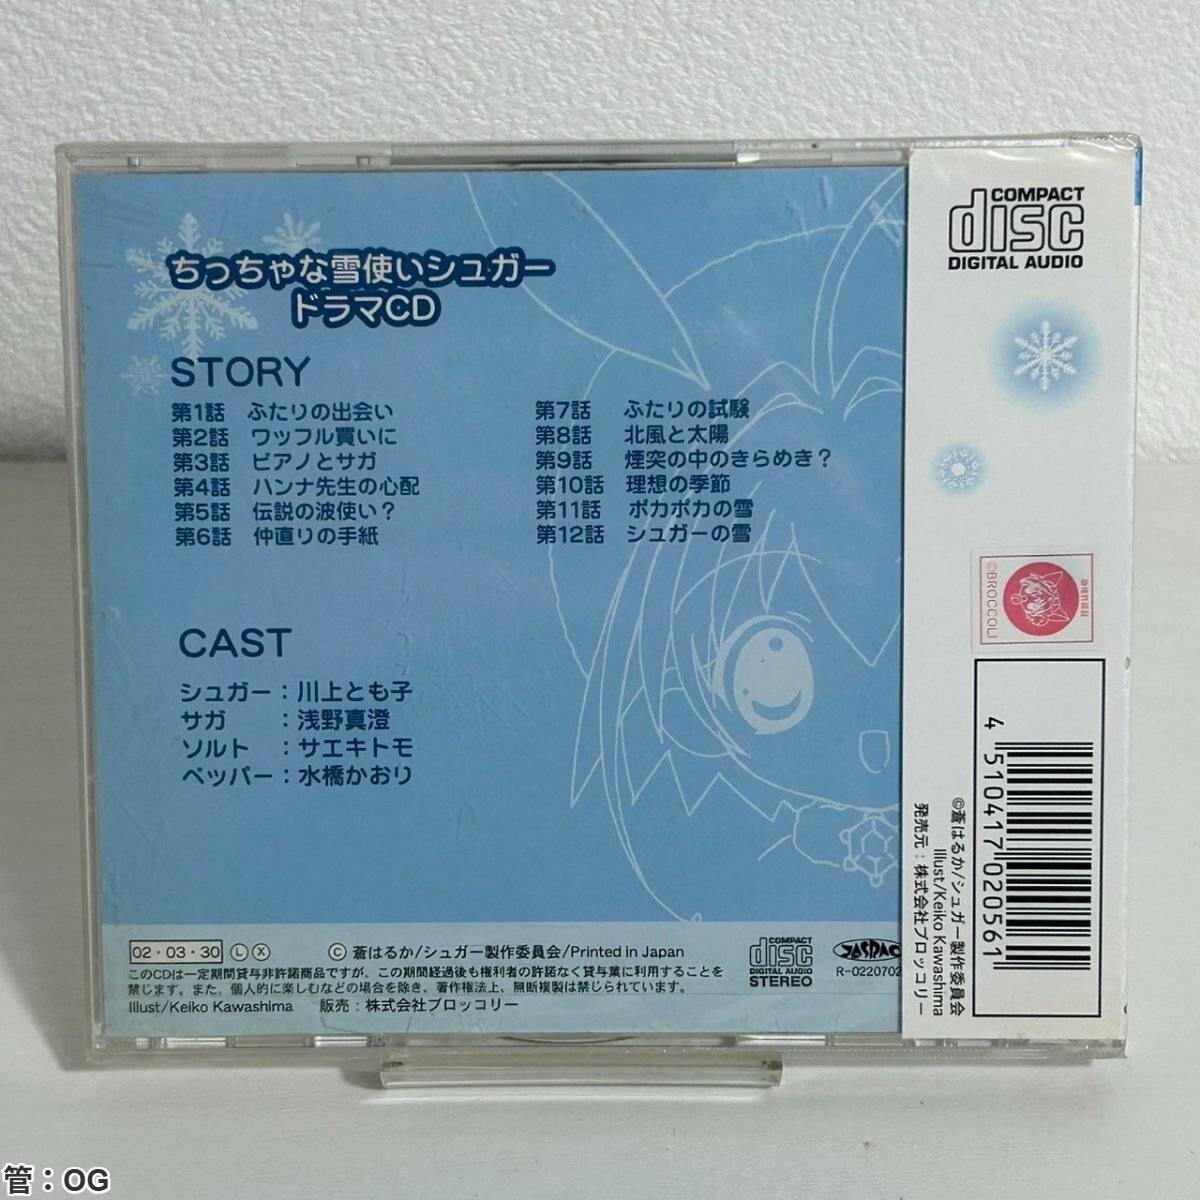 ちっちゃな雪使いシュガー
ドラマCD
STORY
第1話 ふたりの出会い
第2話 ワッフル買いに
第3話 ピアノとサガ
第4話 ハンナ先生の心配
第5話 伝説の波使い？
第6話 仲直りの手紙
第7話 ふたりの試験
第8話 北風と太陽
第9話 煙突の中のきらめき？
第10話 理想の季節
第11話 ポカポカの雪
第12話 シュガーの雪
CAST
シュガー：川上とも子
サガ ：浅野真澄
ソルト ：サエキトモ
ペッパー：水橋かおり
02・03・30 L X © 蒼はるか/シュガー製作委員会/Printed in Japan
このCDは一定期間貸与非許諾商品ですが、この期間経過後も権利者の許諾なく貸与業に利用することを
禁じます。また、個人的に楽しむなどの場合を除き、著作権法上、無断複製は禁じられています。
Illust/Keiko Kawashima 販売：株式会社ブロッコリー
COMPACT
disc
DIGITAL AUDIO
STEREO
JASRAC
R-0220702
COMPACT
disc
DIGITAL AUDIO
©BROCCOLI
4 510417 020561
©蒼はるか/シュガー製作委員会
Illust/Keiko Kawashima
発売元：株式会社ブロッコリー
管：OG